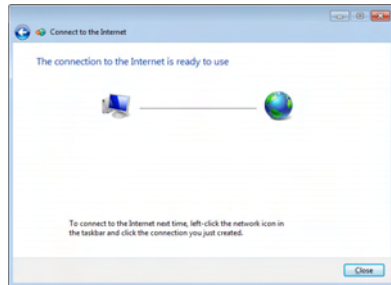 Connect to the Internet
The connection to the Internet is ready to use
To connect to the Internet next time, left-click the network icon in
the taskbar and click the connection you just created.
Close